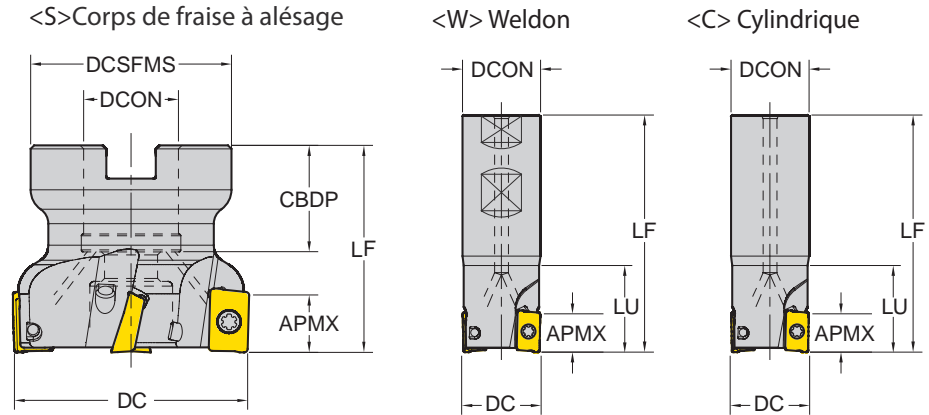 <S>Corps de fraise à alésage
DCSFMS
DCON
CBDP
LF
APMX
DC
<W> Weldon
DCON
LF
LU
APMX
DC
<C> Cylindrique
DCON
LF
LU
APMX
DC